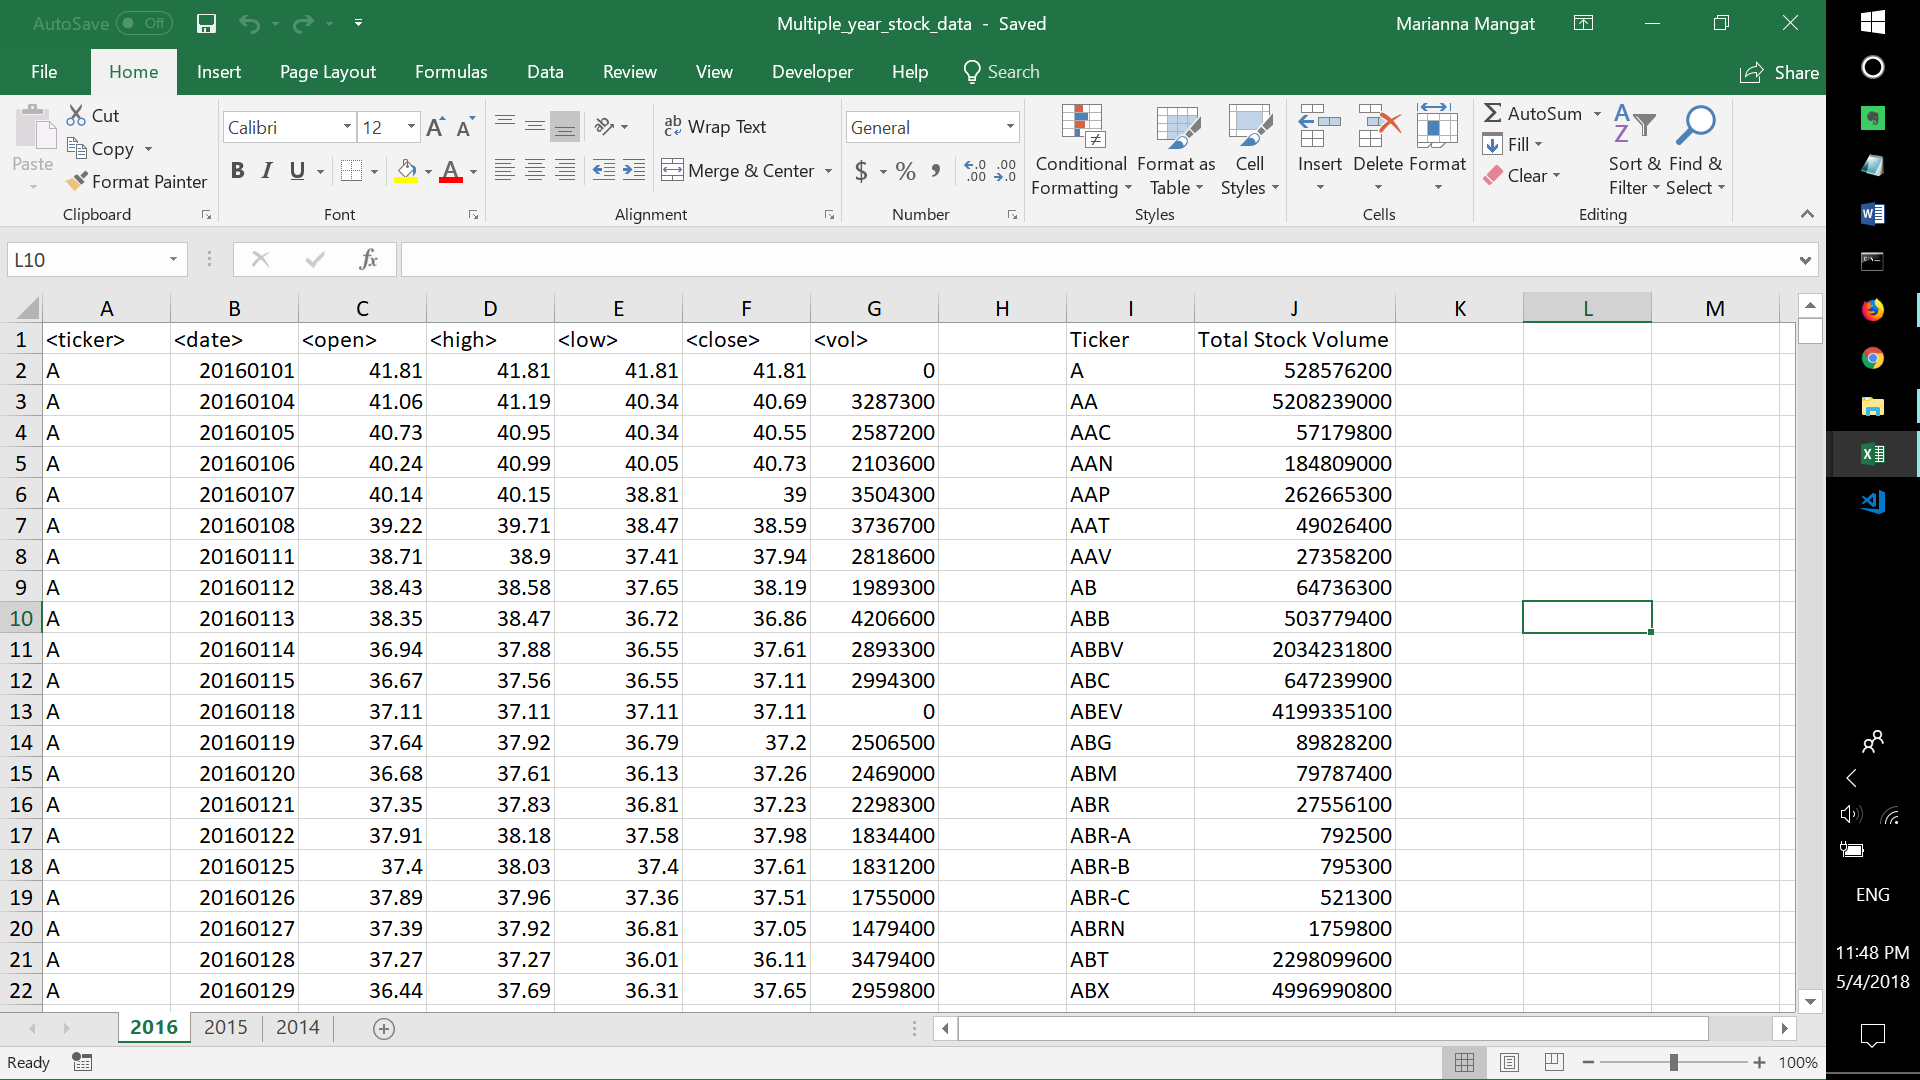 AutoSave Off Multiple_year_stock_data - Saved Marianna Mangat
File Home Insert Page Layout Formulas Data Review View Developer Help Search Share
Paste Cut Copy Format Painter Clipboard
Calibri 12 B I U A A A Font
ab c Wrap Text Merge & Center Alignment
General $ % , ←.0 .00 .00 →.0 Number
Conditional Formatting Format as Table Cell Styles Styles
Insert Delete Format Cells
AutoSum Fill Clear A Z Sort & Filter Find & Select Editing
L10 fx
A B C D E F G H I J K L M
1 <ticker> <date> <open> <high> <low> <close> <vol> Ticker Total Stock Volume
2 A 20160101 41.81 41.81 41.81 41.81 0 A 528576200
3 A 20160104 41.06 41.19 40.34 40.69 3287300 AA 5208239000
4 A 20160105 40.73 40.95 40.34 40.55 2587200 AAC 57179800
5 A 20160106 40.24 40.99 40.05 40.73 2103600 AAN 184809000
6 A 20160107 40.14 40.15 38.81 39 3504300 AAP 262665300
7 A 20160108 39.22 39.71 38.47 38.59 3736700 AAT 49026400
8 A 20160111 38.71 38.9 37.41 37.94 2818600 AAV 27358200
9 A 20160112 38.43 38.58 37.65 38.19 1989300 AB 64736300
10 A 20160113 38.35 38.47 36.72 36.86 4206600 ABB 503779400
11 A 20160114 36.94 37.88 36.55 37.61 2893300 ABBV 2034231800
12 A 20160115 36.67 37.56 36.55 37.11 2994300 ABC 647239900
13 A 20160118 37.11 37.11 37.11 37.11 0 ABEV 4199335100
14 A 20160119 37.64 37.92 36.79 37.2 2506500 ABG 89828200
15 A 20160120 36.68 37.61 36.13 37.26 2469000 ABM 79787400
16 A 20160121 37.35 37.83 36.81 37.23 2298300 ABR 27556100
17 A 20160122 37.91 38.18 37.58 37.98 1834400 ABR-A 792500
18 A 20160125 37.4 38.03 37.4 37.61 1831200 ABR-B 795300
19 A 20160126 37.89 37.96 37.36 37.51 1755000 ABR-C 521300
20 A 20160127 37.39 37.92 36.81 37.05 1479400 ABRN 1759800
21 A 20160128 37.27 37.27 36.01 36.11 3479400 ABT 2298099600
22 A 20160129 36.44 37.69 36.31 37.65 2959800 ABX 4996990800
2016 2015 2014
Ready 100%
ENG
11:48 PM
5/4/2018